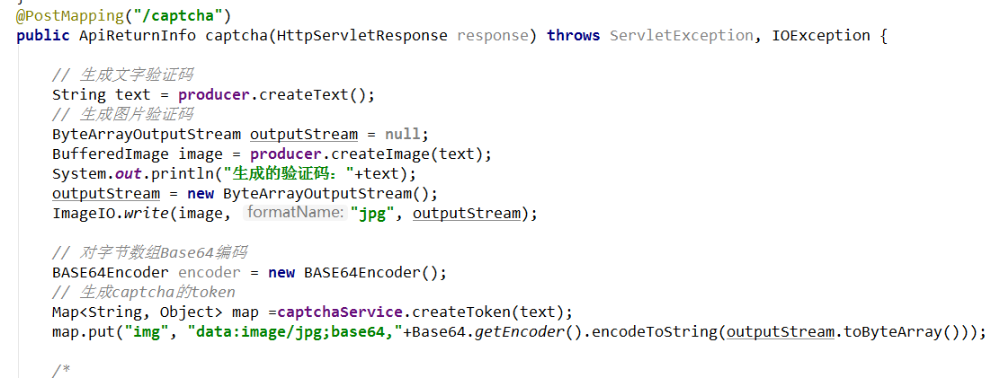 }
@PostMapping("/captcha")
public ApiReturnInfo captcha(HttpServletResponse response) throws ServletException, IOException {
// 生成文字验证码
String text = producer.createText();
// 生成图片验证码
ByteArrayOutputStream outputStream = null;
BufferedImage image = producer.createImage(text);
System.out.println("生成的验证码："+text);
outputStream = new ByteArrayOutputStream();
ImageIO.write(image, formatName: "jpg", outputStream);
// 对字节数组Base64编码
BASE64Encoder encoder = new BASE64Encoder();
// 生成captcha的token
Map<String, Object> map =captchaService.createToken(text);
map.put("img", "data:image/jpg;base64,"+Base64.getEncoder().encodeToString(outputStream.toByteArray()));
/*